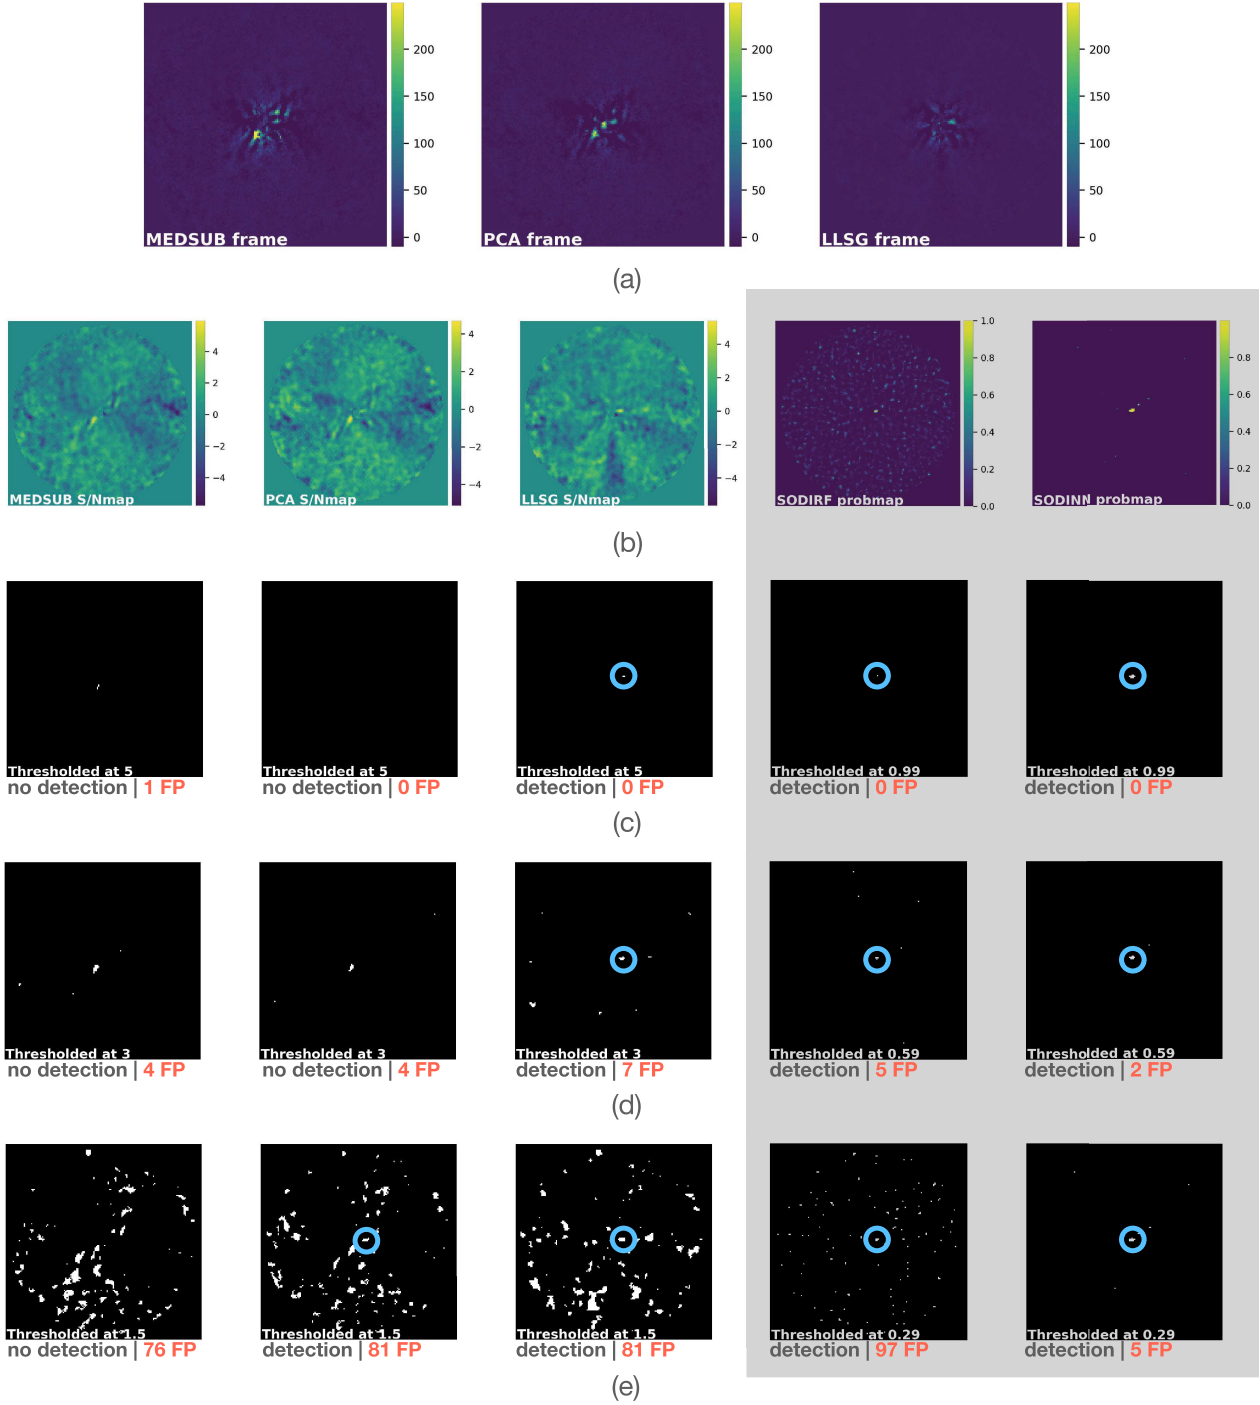 200
150
100
50
0
MEDSUB frame
200
150
100
50
0
PCA frame
200
150
100
50
0
LLSG frame
(a)
4
2
0
−2
−4
MEDSUB S/Nmap
4
2
0
−2
−4
PCA S/Nmap
4
2
0
−2
−4
LLSG S/Nmap
1.0
0.8
0.6
0.4
0.2
0.0
SODIRF probmap
0.8
0.6
0.4
0.2
0.0
SODINN probmap
(b)
Thresholded at 5
no detection | 1 FP
Thresholded at 5
no detection | 0 FP
Thresholded at 5
detection | 0 FP
Thresholded at 0.99
detection | 0 FP
Thresholded at 0.99
detection | 0 FP
(c)
Thresholded at 3
no detection | 4 FP
Thresholded at 3
no detection | 4 FP
Thresholded at 3
detection | 7 FP
Thresholded at 0.59
detection | 5 FP
Thresholded at 0.59
detection | 2 FP
(d)
Thresholded at 1.5
no detection | 76 FP
Thresholded at 1.5
detection | 81 FP
Thresholded at 1.5
detection | 81 FP
Thresholded at 0.29
detection | 97 FP
Thresholded at 0.29
detection | 5 FP
(e)